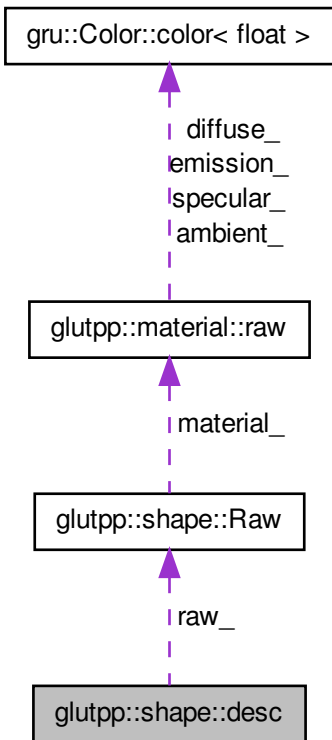 gru::Color::color< float >
diffuse_
emission_
specular_
ambient_
glutpp::material::raw
material_
glutpp::shape::Raw
raw_
glutpp::shape::desc